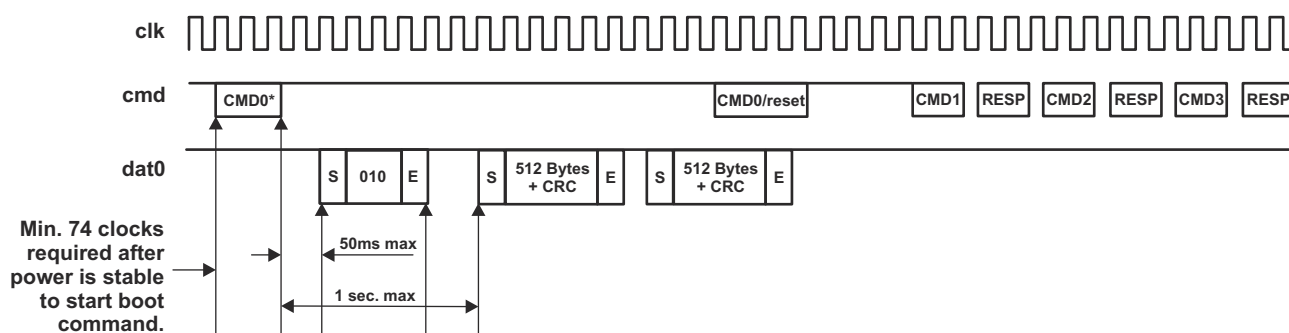 clk
cmd
CMD0*
CMD0/reset
CMD1
RESP
CMD2
RESP
CMD3
RESP
dat0
S
010
E
S
512 Bytes
+ CRC
E
S
512 Bytes
+ CRC
E
Min. 74 clocks
required after
power is stable
to start boot
command.
50ms max
1 sec. max